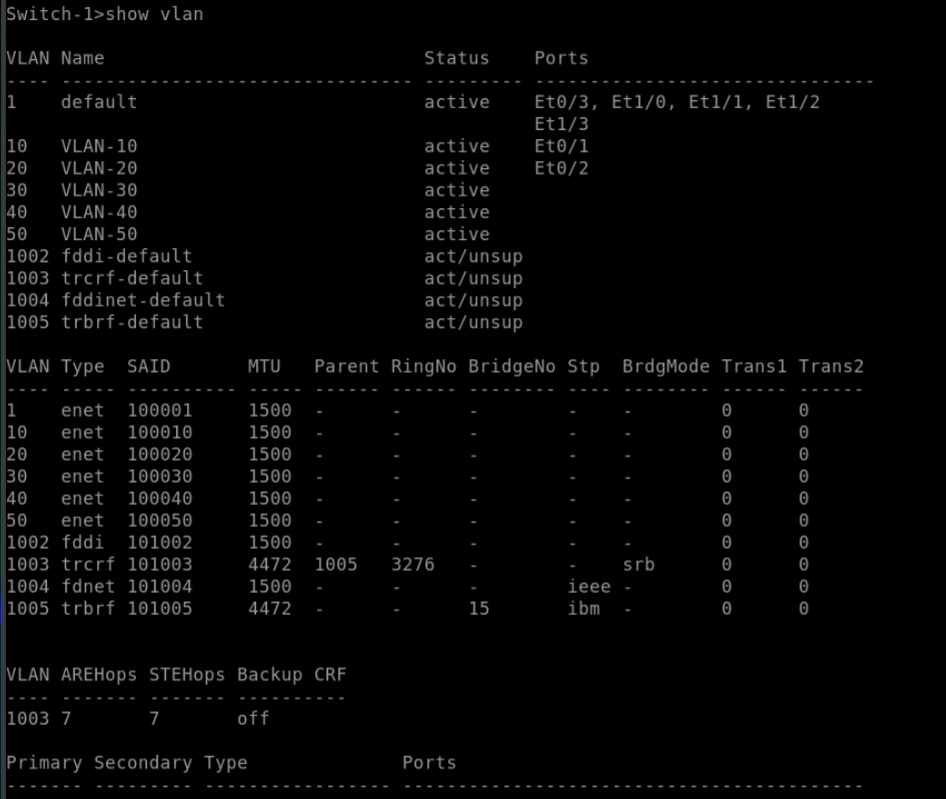 Switch-1>show vlan
VLAN Name                             Status    Ports
---- -------------------------------- --------- -------------------------------
1    default                          active    Et0/3, Et1/0, Et1/1, Et1/2
                                                Et1/3
10   VLAN-10                          active    Et0/1
20   VLAN-20                          active    Et0/2
30   VLAN-30                          active
40   VLAN-40                          active
50   VLAN-50                          active
1002 fddi-default                     act/unsup
1003 trcrf-default                    act/unsup
1004 fddinet-default                  act/unsup
1005 trbrf-default                    act/unsup
VLAN Type  SAID       MTU   Parent RingNo BridgeNo Stp  BrdgMode Trans1 Trans2
---- ----- ---------- ----- ------ ------ -------- ---- -------- ------ ------
1    enet  100001     1500  -      -      -        -    -        0      0
10   enet  100010     1500  -      -      -        -    -        0      0
20   enet  100020     1500  -      -      -        -    -        0      0
30   enet  100030     1500  -      -      -        -    -        0      0
40   enet  100040     1500  -      -      -        -    -        0      0
50   enet  100050     1500  -      -      -        -    -        0      0
1002 fddi  101002     1500  -      -      -        -    -        0      0
1003 trcrf 101003     4472  1005   3276   -        -    srb      0      0
1004 fdnet 101004     1500  -      -      -        ieee -        0      0
1005 trbrf 101005     4472  -      -      15       ibm  -        0      0
VLAN AREHops STEHops Backup CRF
---- ------- ------- ----------
1003 7       7       off
Primary Secondary Type              Ports
------- --------- ----------------- ------------------------------------------